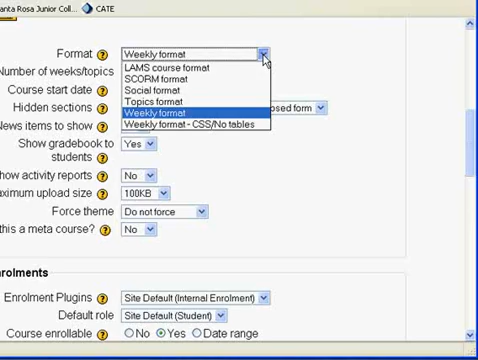 anta Rosa Junior Coll... CATE
Format Weekly format
LAMS course format
SCORM format
Social format
Topics format
Weekly format
Weekly format - CSS/No tables
Number of weeks/topics
Course start date
Hidden sections osed form
News items to show
Show gradebook to students Yes
how activity reports No
aximum upload size 100KB
Force theme Do not force
this a meta course? No
nrolments
Enrolment Plugins Site Default (Internal Enrolment)
Default role Site Default (Student)
Course enrollable No Yes Date range